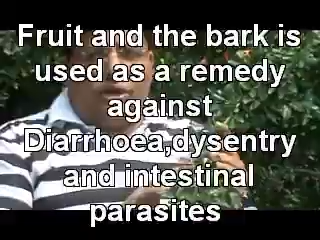 Fruit and the bark is
used as a remedy
against
Diarrhoea,dysentry
and intestinal
parasites